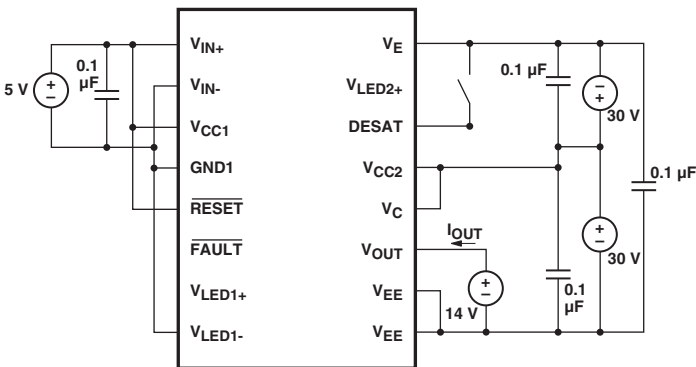 5 V
0.1
µF
V_IN+
V_IN-
V_CC1
GND1
RESET
FAULT
V_LED1+
V_LED1-
V_E
V_LED2+
DESAT
V_CC2
V_C
V_OUT
V_EE
V_EE
I_OUT
14 V
+
−
0.1 µF
−
+
30 V
0.1 µF
+
−
30 V
0.1
µF
+
−